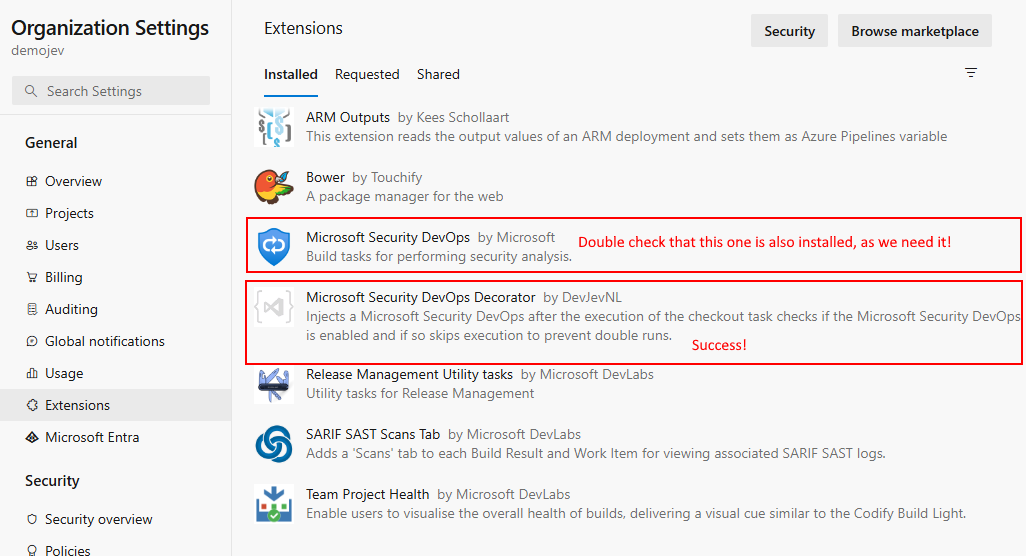 Organization Settings
demojev
Search Settings
General
Overview
Projects
Users
Billing
Auditing
Global notifications
Usage
Extensions
Microsoft Entra
Security
Security overview
Policies
Extensions
Security
Browse marketplace
Installed Requested Shared
ARM Outputs by Kees Schollaart
This extension reads the output values of an ARM deployment and sets them as Azure Pipelines variable
Bower by Touchify
A package manager for the web
Microsoft Security DevOps by Microsoft
Double check that this one is also installed, as we need it!
Build tasks for performing security analysis.
Microsoft Security DevOps Decorator by DevJevNL
Injects a Microsoft Security DevOps after the execution of the checkout task checks if the Microsoft Security DevOps
is enabled and if so skips execution to prevent double runs.
Success!
Release Management Utility tasks by Microsoft DevLabs
Utility tasks for Release Management
SARIF SAST Scans Tab by Microsoft DevLabs
Adds a 'Scans' tab to each Build Result and Work Item for viewing associated SARIF SAST logs.
Team Project Health by Microsoft DevLabs
Enable users to visualise the overall health of builds, delivering a visual cue similar to the Codify Build Light.